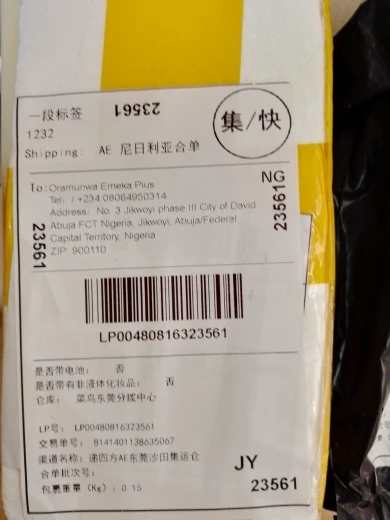 一段标签
23561
1232
集/快
Shipping: AE 尼日利亚合单
To: Oramunwa Emeka Pius
Tel: / +234 08064950314
Address: No. 3 Jikwoyi phase III City of David
Abuja FCT Nigeria, Jikwoyi, Abuja/Federal
Capital Territory, Nigeria
ZIP: 900110
23561
NG
23561G
LP00480816323561
是否带电池: 否
是否带有非液体化妆品: 否
仓库: 菜鸟东莞分拨中心
LP号: LP00480816323561
交易单号: 8141401138635067
渠道名称: 递四方AE东莞沙田集运仓
合单批次号:
包裹重量 (Kg): 0.15
JY
23561